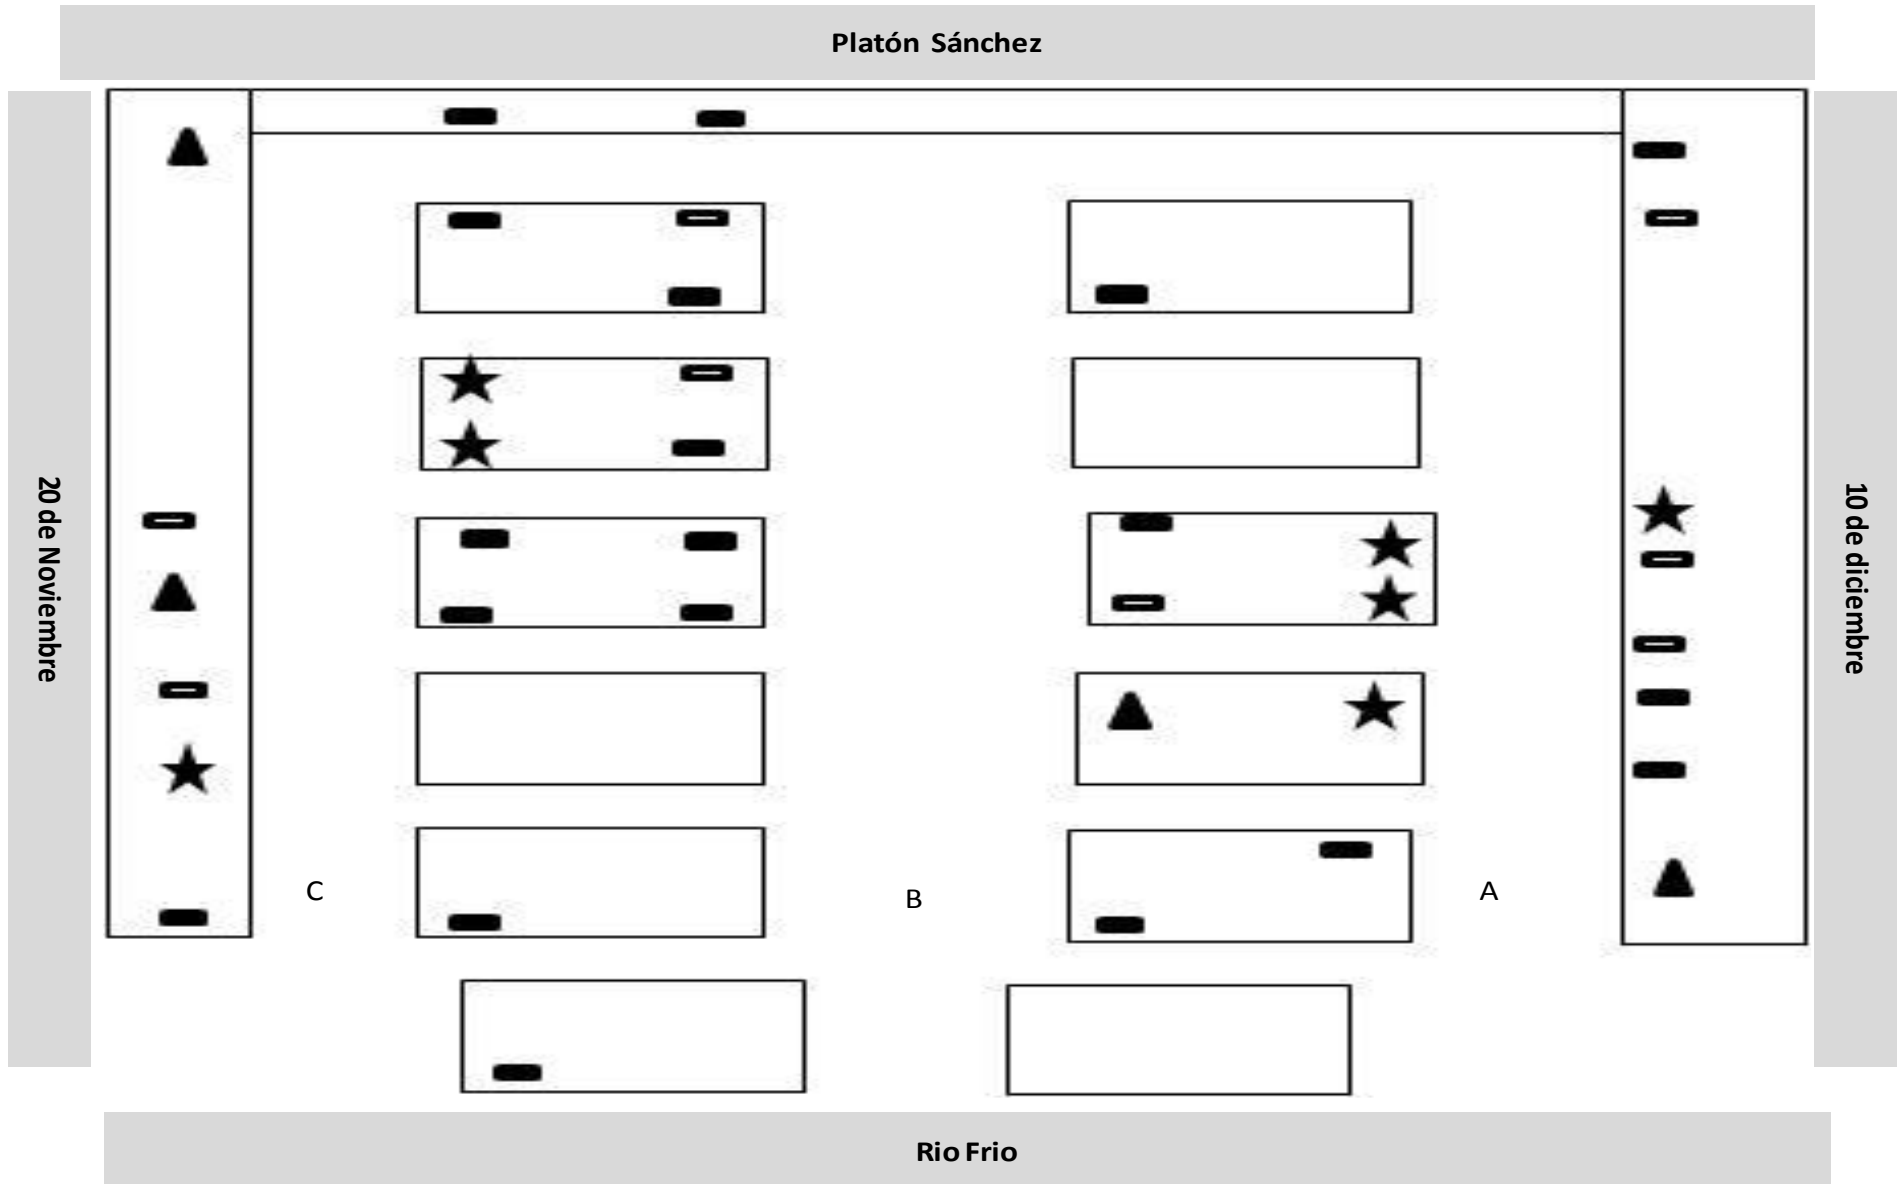 Platón Sánchez
20 de Noviembre
10 de diciembre
C
B
A
Rio Frio